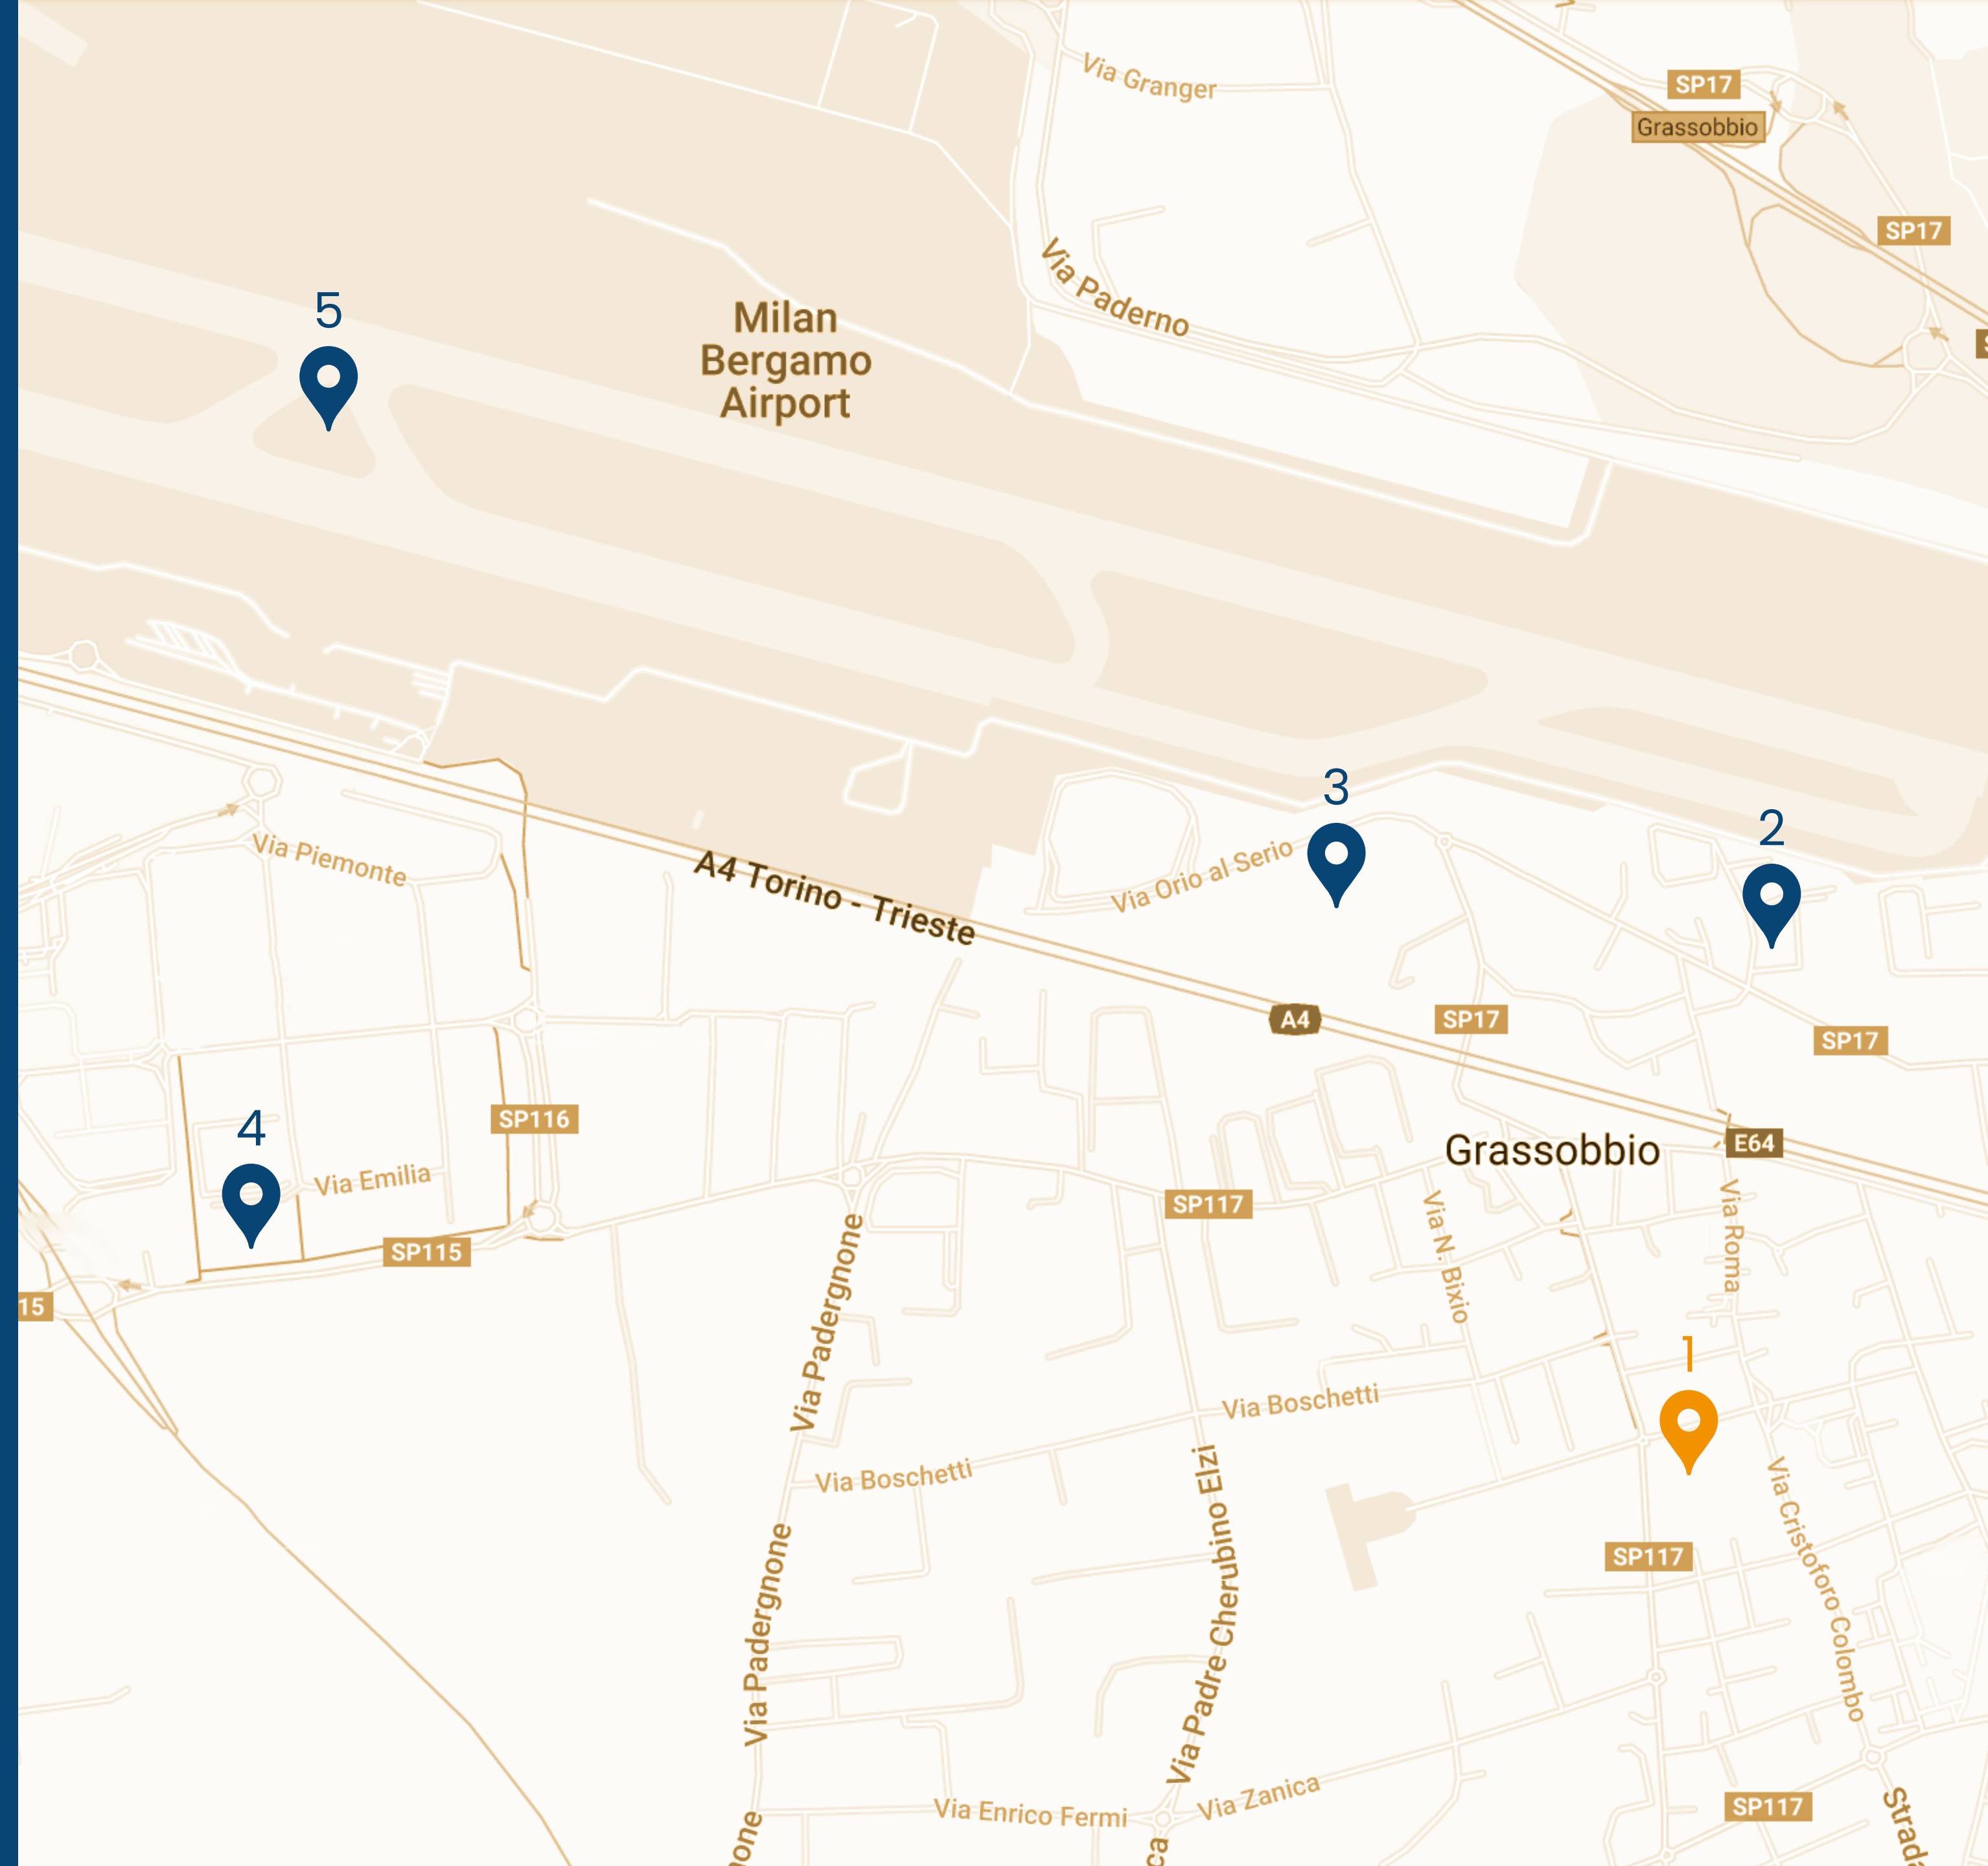 Via Granger
SP17
Grassobbio
SP17
Via Paderno
5
Milan
Bergamo
Airport
3
2
Via Piemonte
A4 Torino - Trieste
Via Orio al Serio
A4
SP17
SP17
4
SP116
Grassobbio
E64
Via Emilia
SP117
Via N. Bixio
Via Roma
SP115
15
Via Padergnone
1
Via Boschetti
Via Boschetti
Via Padre Cherubino Elzi
Via Cristoforo Colombo
Via Padergnone
SP117
Via Enrico Fermi
Via Zanica
SP117
Strada
none
ca